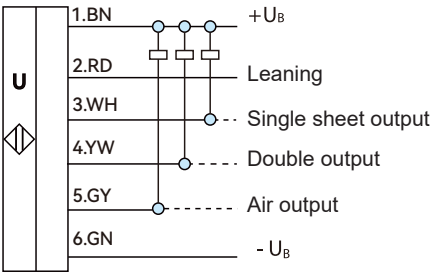 1.BN +UB
2.RD Leaning
U
3.WH Single sheet output
4.YW Double output
5.GY Air output
6.GN - UB